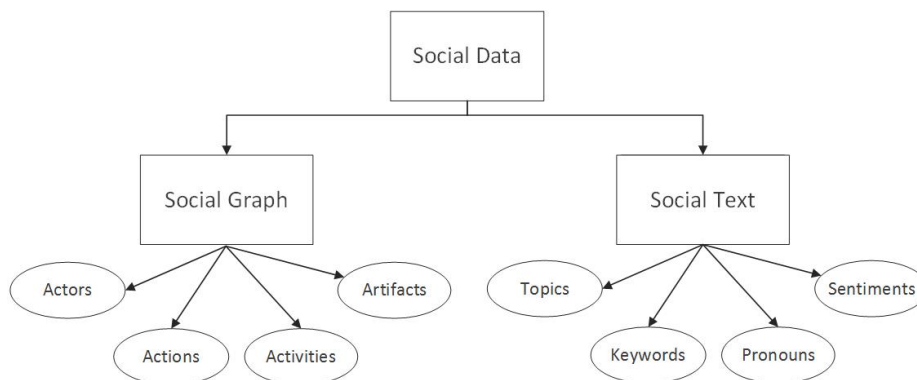 Social Data
Social Graph
Social Text
Actors
Artifacts
Topics
Sentiments
Actions
Activities
Keywords
Pronouns